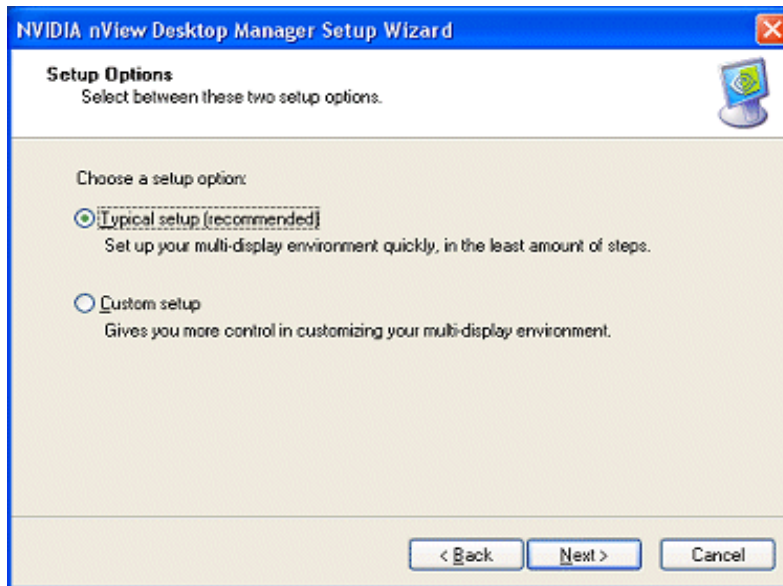 NVIDIA nView Desktop Manager Setup Wizard
Setup Options
Select between these two setup options.
Choose a setup option:
Typical setup (recommended)
Set up your multi-display environment quickly, in the least amount of steps.
Custom setup
Gives you more control in customizing your multi-display environment.
< Back
Next >
Cancel